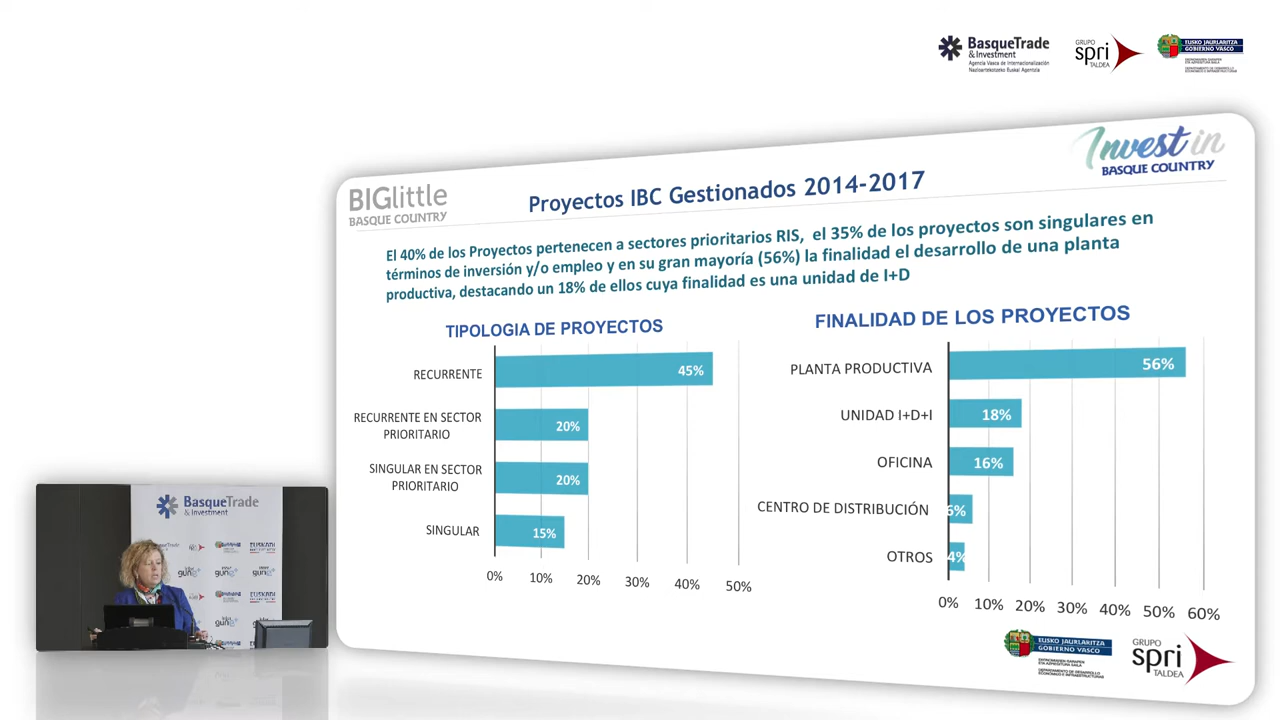 BasqueTrade
& Investment
Agencia Vasca de Internacionalización
Nazioartekotzeko Euskal Agentzia
GRUPO
spri
TALDEA
EUSKO JAURLARITZA
GOBIERNO VASCO
Invest in
BASQUE COUNTRY
BIGlittle
BASQUE COUNTRY
Proyectos IBC Gestionados 2014-2017
El 40% de los Proyectos pertenecen a sectores prioritarios RIS, el 35% de los proyectos son singulares en
términos de inversión y/o empleo y en su gran mayoría (56%) la finalidad el desarrollo de una planta
productiva, destacando un 18% de ellos cuya finalidad es una unidad de I+D
TIPOLOGIA DE PROYECTOS
RECURRENTE
45%
RECURRENTE EN SECTOR
PRIORITARIO
20%
SINGULAR EN SECTOR
PRIORITARIO
20%
SINGULAR
15%
0% 10% 20% 30% 40% 50%
FINALIDAD DE LOS PROYECTOS
PLANTA PRODUCTIVA
56%
UNIDAD I+D+I
18%
OFICINA
16%
CENTRO DE DISTRIBUCIÓN
6%
OTROS
4%
0% 10% 20% 30% 40% 50% 60%
EUSKO JAURLARITZA
GOBIERNO VASCO
GRUPO
spri
TALDEA
BasqueTrade
& Investment